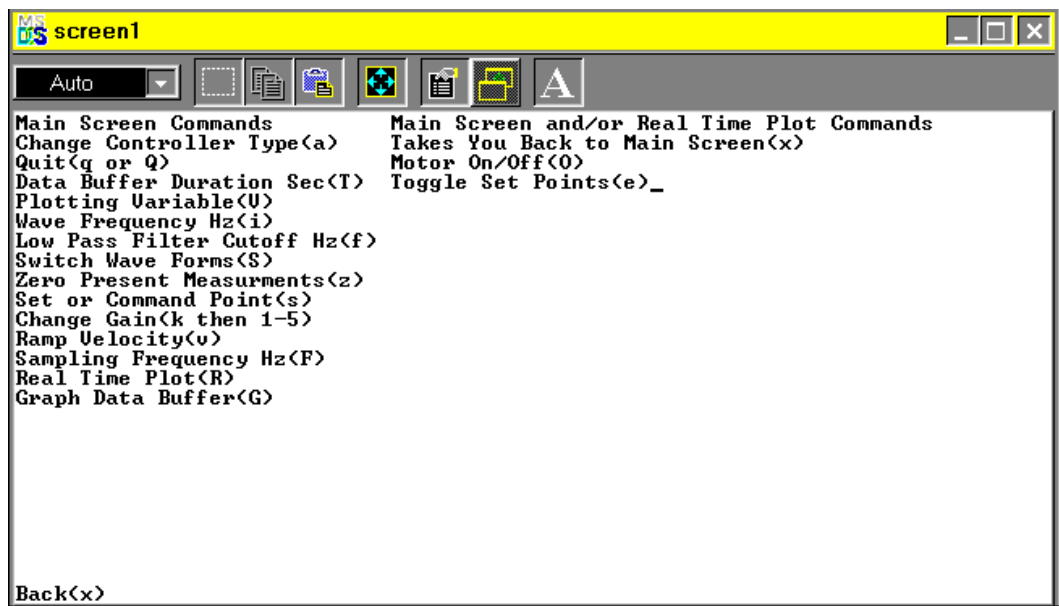 MS DOS screen1
Auto A
Main Screen Commands
Change Controller Type(a)
Quit(q or Q)
Data Buffer Duration Sec(T)
Plotting Variable(V)
Wave Frequency Hz(i)
Low Pass Filter Cutoff Hz(f)
Switch Wave Forms(S)
Zero Present Measurments(z)
Set or Command Point(s)
Change Gain(k then 1-5)
Ramp Velocity(v)
Sampling Frequency Hz(F)
Real Time Plot(R)
Graph Data Buffer(G)
Main Screen and/or Real Time Plot Commands
Takes You Back to Main Screen(x)
Motor On/Off(O)
Toggle Set Points(e)_
Back(x)